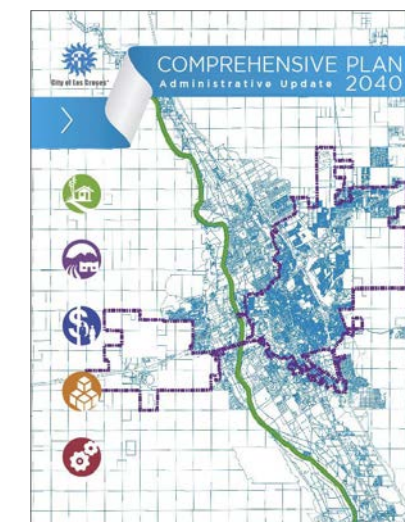 City of Las Cruces
COMPREHENSIVE PLAN
Administrative Update 2040